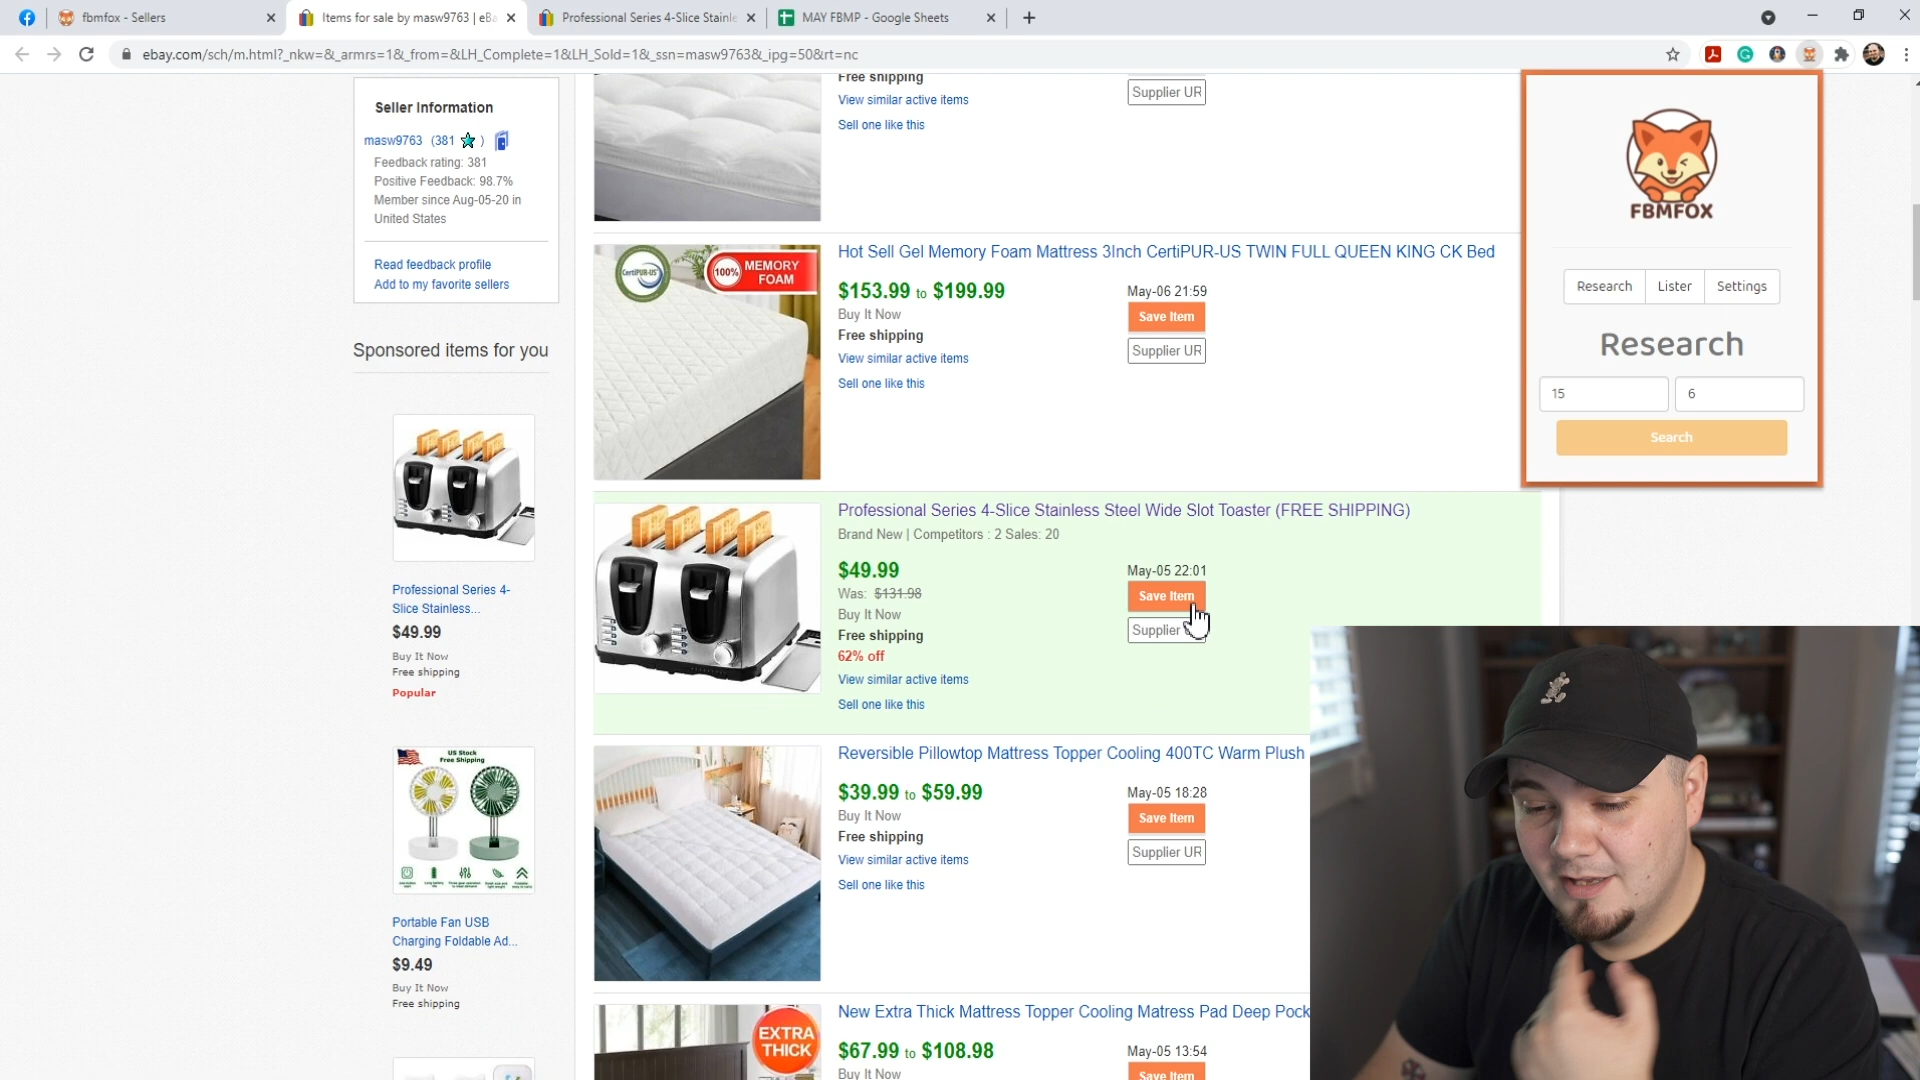 fbmfox - Sellers
Items for sale by masw9763 | eBa
Professional Series 4-Slice Stainle
MAY FBMP - Google Sheets
ebay.com/sch/m.html?_nkw=&_armrs=1&_from=&LH_Complete=1&LH_Sold=1&_ssn=masw9763&_ipg=50&rt=nc
Seller Information
masw9763 (381 )
Feedback rating: 381
Positive Feedback: 98.7%
Member since Aug-05-20 in
United States
Read feedback profile
Add to my favorite sellers
Sponsored items for you
Professional Series 4-
Slice Stainless...
$49.99
Buy It Now
Free shipping
Popular
US Stock
Free Shipping
Portable Fan USB
Charging Foldable Ad...
$9.49
Buy It Now
Free shipping
Free shipping
View similar active items
Sell one like this
Supplier UR
CertiPUR-US
100% MEMORY
FOAM
Hot Sell Gel Memory Foam Mattress 3Inch CertiPUR-US TWIN FULL QUEEN KING CK Bed
$153.99 to $199.99
Buy It Now
Free shipping
View similar active items
Sell one like this
May-06 21:59
Save Item
Supplier UR
Professional Series 4-Slice Stainless Steel Wide Slot Toaster (FREE SHIPPING)
Brand New | Competitors : 2 Sales: 20
$49.99
Was: $131.98
Buy It Now
Free shipping
62% off
View similar active items
Sell one like this
May-05 22:01
Save Item
Supplier
Reversible Pillowtop Mattress Topper Cooling 400TC Warm Plush
$39.99 to $59.99
Buy It Now
Free shipping
View similar active items
Sell one like this
May-05 18:28
Save Item
Supplier UR
EXTRA
THICK
New Extra Thick Mattress Topper Cooling Matress Pad Deep Pock
$67.99 to $108.98
Buy It Now
May-05 13:54
Save Item
FBMFOX
Research
Lister
Settings
Research
15
6
Search